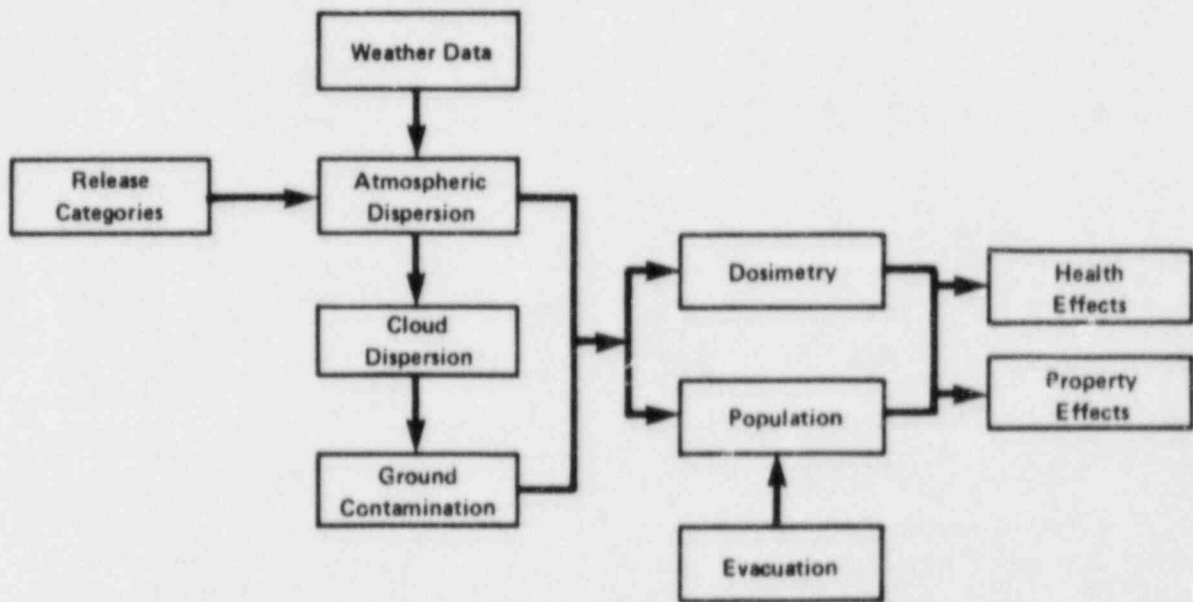 Weather Data
Release
Categories
Atmospheric
Dispersion
Cloud
Dispersion
Ground
Contamination
Dosimetry
Population
Evacuation
Health
Effects
Property
Effects